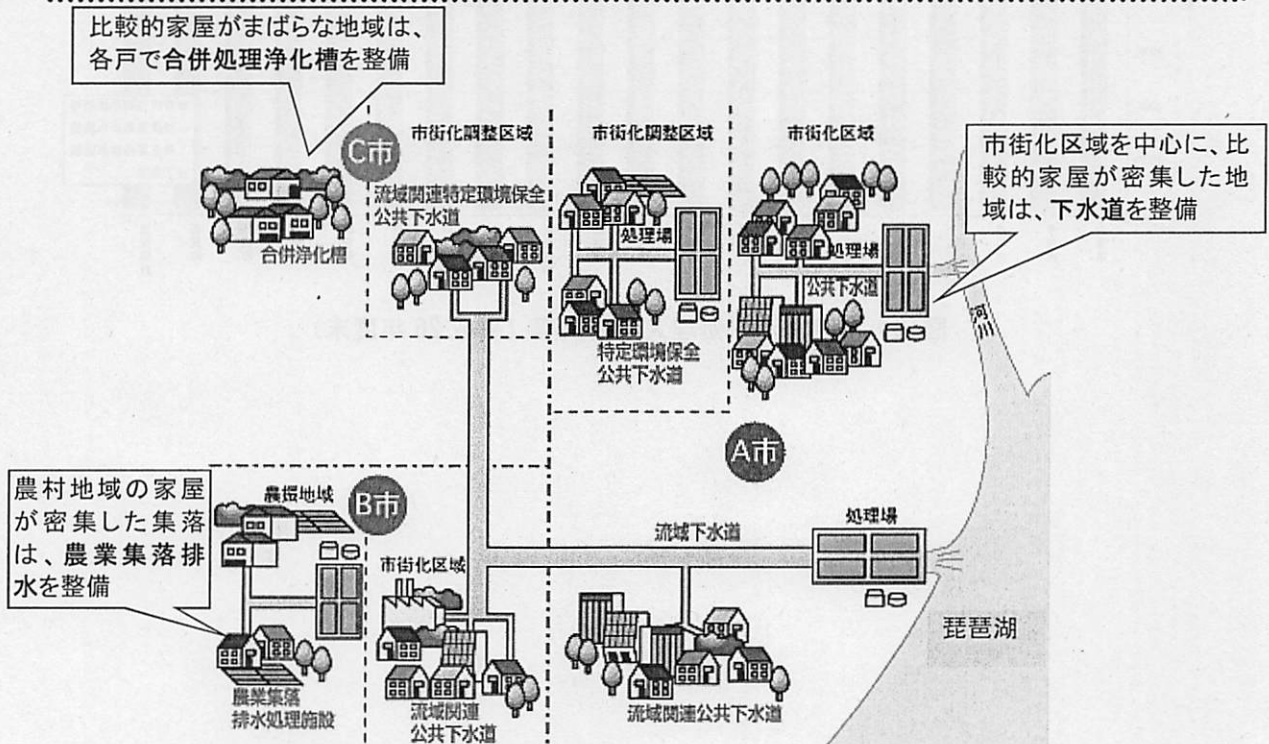 比較的家屋がまばらな地域は、
各戸で合併処理浄化槽を整備
C市
市街化調整区域
市街化調整区域
市街化区域
市街化区域を中心に、比
較的家屋が密集した地
域は、下水道を整備
合併浄化槽
流域関連特定環境保全
公共下水道
処理場
特定環境保全
公共下水道
処理場
公共下水道
河川
A市
農村地域の家屋
が密集した集落
は、農業集落排
水を整備
農振地域
B市
市街化区域
流域下水道
処理場
琵琶湖
農業集落
排水処理施設
流域関連
公共下水道
流域関連公共下水道